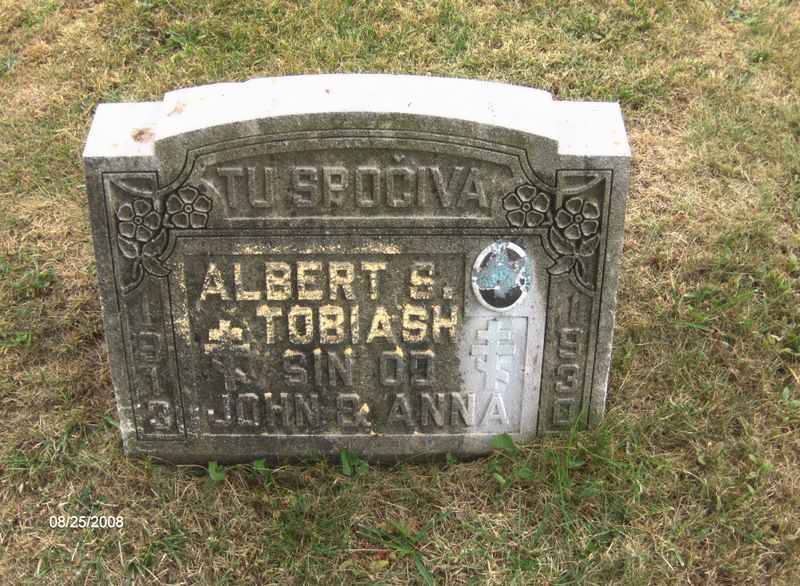 TU SPOČIVA
ALBERT S.
TOBIASH
SIN OD
JOHN & ANNA
1913
1930
08/25/2008